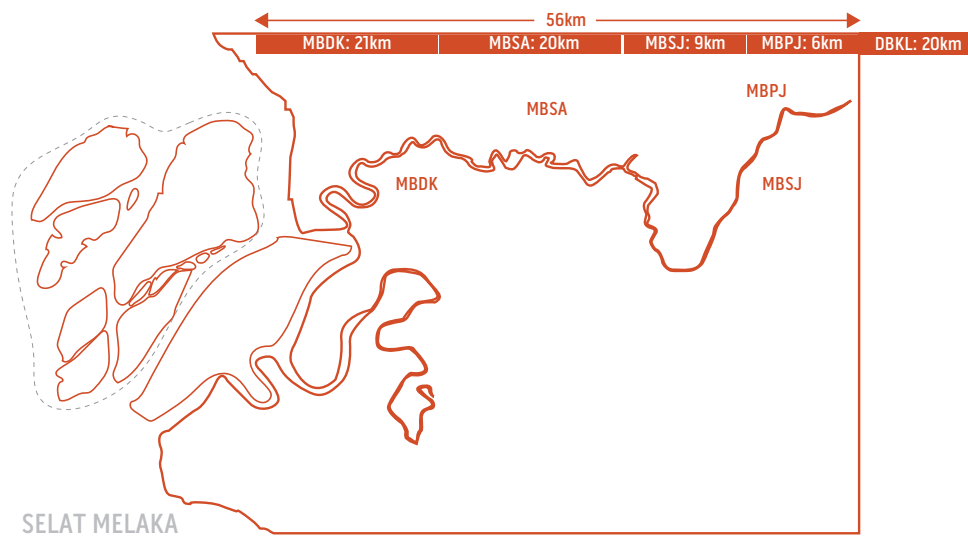 56km
MBDK: 21km
MBSA: 20km
MBSJ: 9km
MBPJ: 6km
DBKL: 20km
MBPJ
MBSA
MBDK
MBSJ
SELAT MELAKA